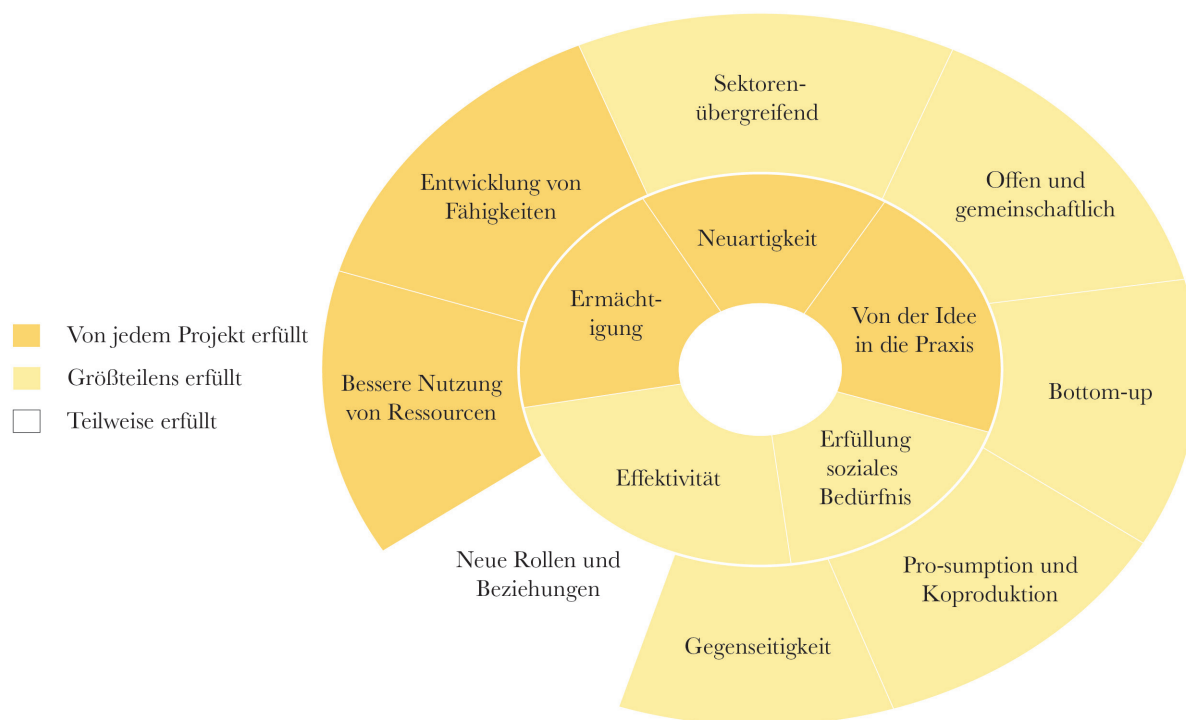 Sektoren-
übergreifend
Offen und
gemeinschaftlich
Bottom-up
Pro-sumption und
Koproduktion
Gegenseitigkeit
Neue Rollen und
Beziehungen
Bessere Nutzung
von Ressourcen
Entwicklung von
Fähigkeiten
Neuartigkeit
Von der Idee
in die Praxis
Erfüllung
soziales
Bedürfnis
Effektivität
Ermächt-
igung
Von jedem Projekt erfüllt
Größteilens erfüllt
Teilweise erfüllt